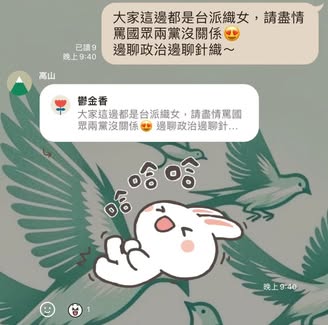 大家這邊都是台派織女，請盡情
罵國眾兩黨沒關係😍
邊聊政治邊聊針織～
已讀9
晚上9:40
高山
鬱金香
大家這邊都是台派織女，請盡情罵國
眾兩黨沒關係😍 邊聊政治邊聊針織…
哈哈哈
晚上9:40
1